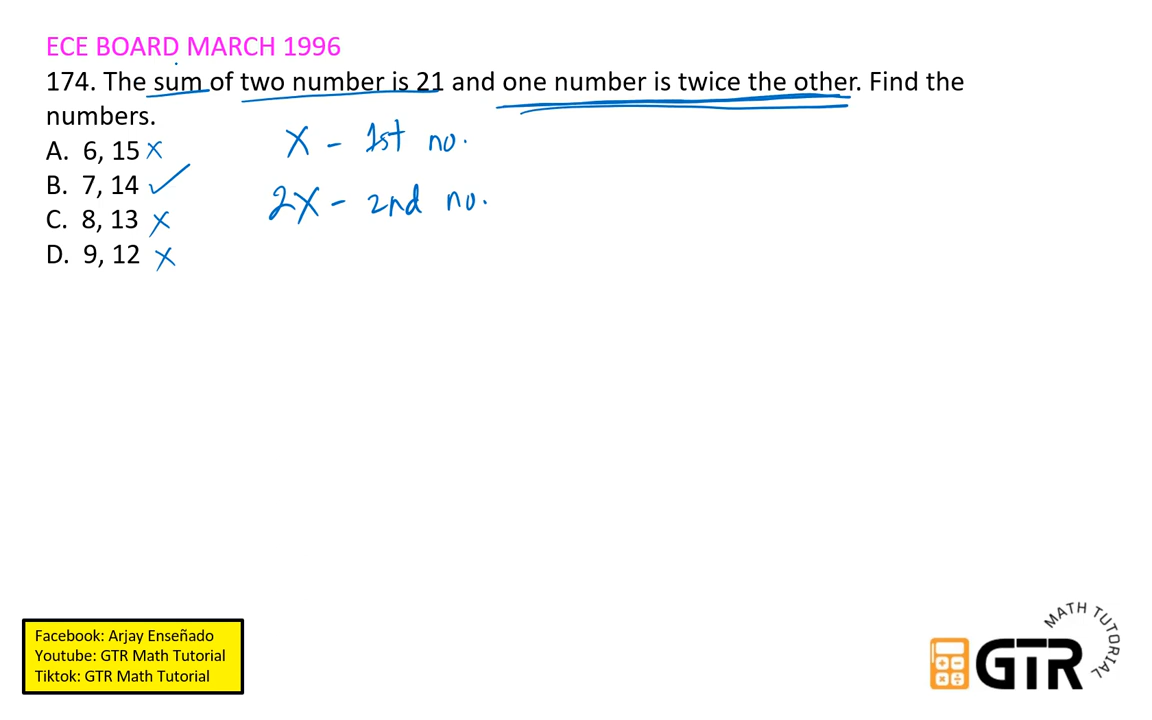 ECE BOARD MARCH 1996
174. The sum of two number is 21 and one number is twice the other. Find the
numbers.
A. 6, 15 x
B. 7, 14 ✓
C. 8, 13 x
D. 9, 12 x
x - 1st no.
2x - 2nd no.
Facebook: Arjay Enseñado
Youtube: GTR Math Tutorial
Tiktok: GTR Math Tutorial
GTR
MATH TUTORIAL